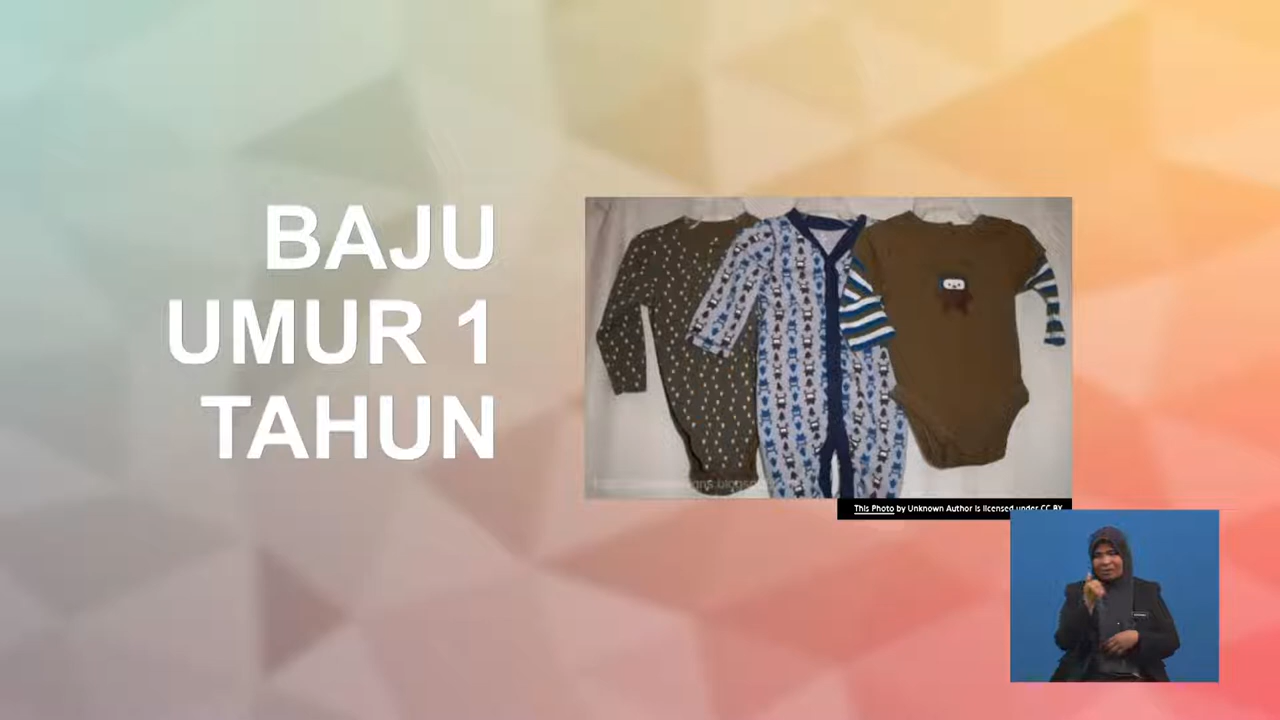 BAJU
UMUR 1
TAHUN
This Photo by Unknown Author is licensed under CC BY